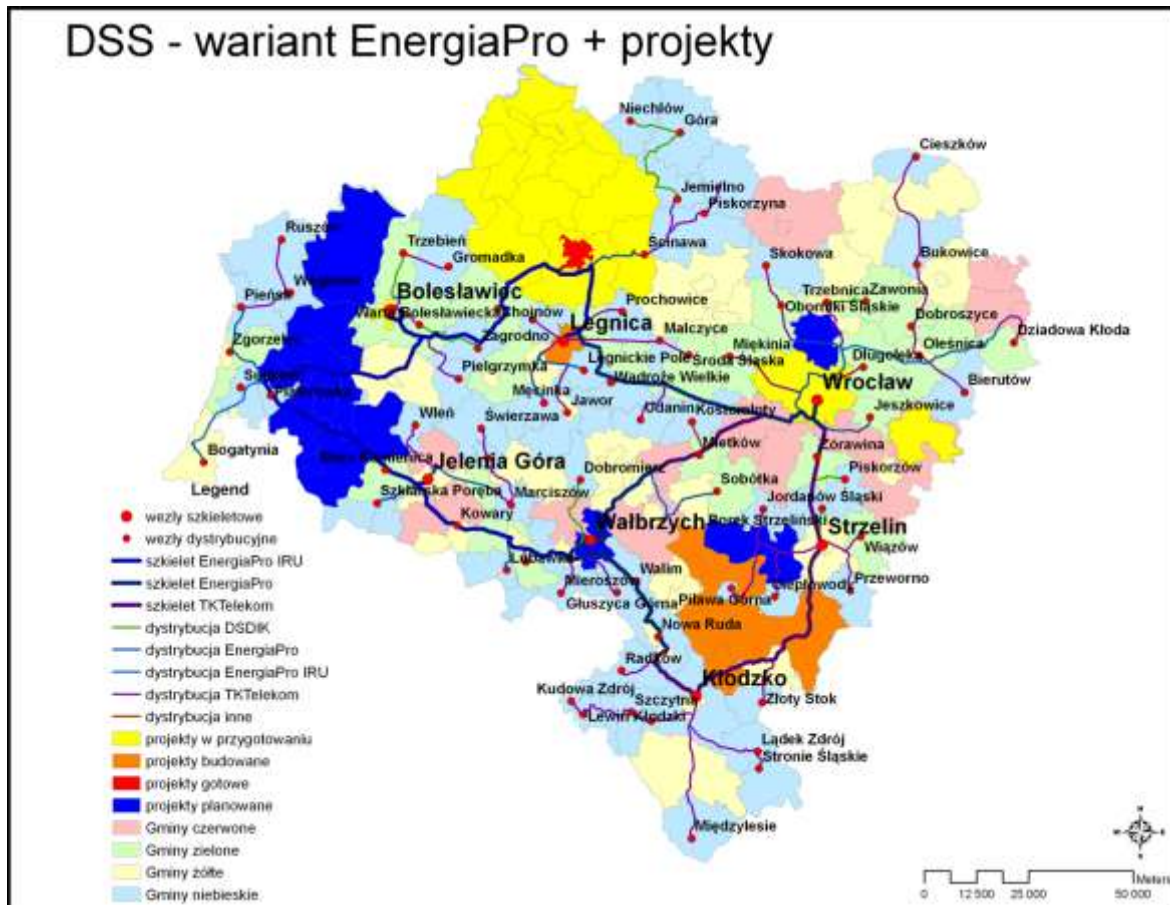 DSS - wariant EnergiaPro + projekty
Niechlów
Góra
Cieszków
Jemielno
Piskorzyna
Ruszów
Trzebień
Gromadka
Ścinawa
Skokowa
Bukowice
Pieńsk
Bolesławiec
Prochowice
Trzebnica
Zawonia
Oborniki Śląskie
Dobroszyce
Warta Bolesławiecka
Chojnów
Legnica
Malczyce
Dziadowa Kłoda
Zgorzelec
Zagrodno
Miękinia
Oleśnica
Legnickie Pole
Środa Śląska
Długołęka
Pielgrzymka
Wądroże Wielkie
Wrocław
Bierutów
Męcinka
Jawor
Wleń
Świerzawa
Udanin
Kostomłoty
Jeszkowice
Mietków
Żórawina
Bogatynia
Jelenia Góra
Dobromierz
Sobótka
Piskorzów
Szklarska Poręba
Marciszów
Jordanów Śląski
Kowary
Wałbrzych
Borek Strzeliński
Strzelin
Wiązów
Lubawka
Mieroszów
Walim
Ciepłowody
Przeworno
Głuszyca Górna
Piława Górna
Nowa Ruda
Radków
Kłodzko
Kudowa Zdrój
Szczytna
Złoty Stok
Lewin Kłodzki
Lądek Zdrój
Stronie Śląskie
Międzylesie
Legend
węzły szkieletowe
węzły dystrybucyjne
szkielet EnergiaPro IRU
szkielet EnergiaPro
szkielet TKTelekom
dystrybucja DSDIK
dystrybucja EnergiaPro
dystrybucja EnergiaPro IRU
dystrybucja TKTelekom
dystrybucja inne
projekty w przygotowaniu
projekty budowane
projekty gotowe
projekty planowane
Gminy czerwone
Gminy zielone
Gminy żółte
Gminy niebieskie
Meters
0 12 500 25 000 50 000